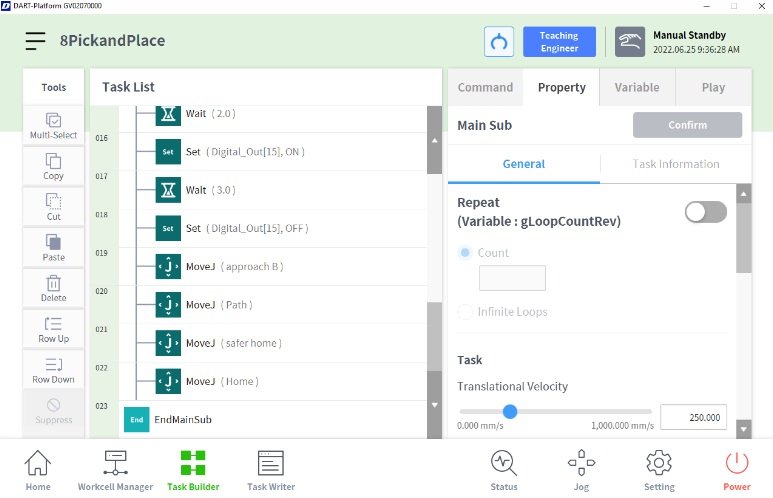 DART-Platform GV02070000
8PickandPlace
Teaching
Engineer
Manual Standby
2022.06.25 9:36:28 AM
Tools
Multi-Select
Copy
Cut
Paste
Delete
Row Up
Row Down
Suppress
Task List
Wait ( 2.0 )
016
Set Set ( Digital_Out[15], ON )
017
Wait ( 3.0 )
018
Set Set ( Digital_Out[15], OFF )
019
J MoveJ ( approach B )
020
J MoveJ ( Path )
021
J MoveJ ( safer home )
022
J MoveJ ( Home )
023
End EndMainSub
Command Property Variable Play
Main Sub Confirm
General Task Information
Repeat
(Variable : gLoopCountRev)
Count
Infinite Loops
Task
Translational Velocity
250.000
0.000 mm/s 1,000.000 mm/s
Home Workcell Manager Task Builder Task Writer Status Jog Setting Power